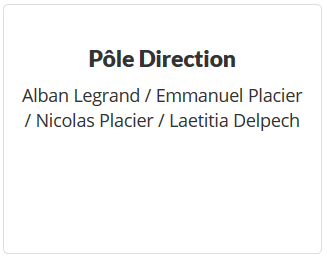 Pôle Direction
Alban Legrand / Emmanuel Placier
/ Nicolas Placier / Laetitia Delpech